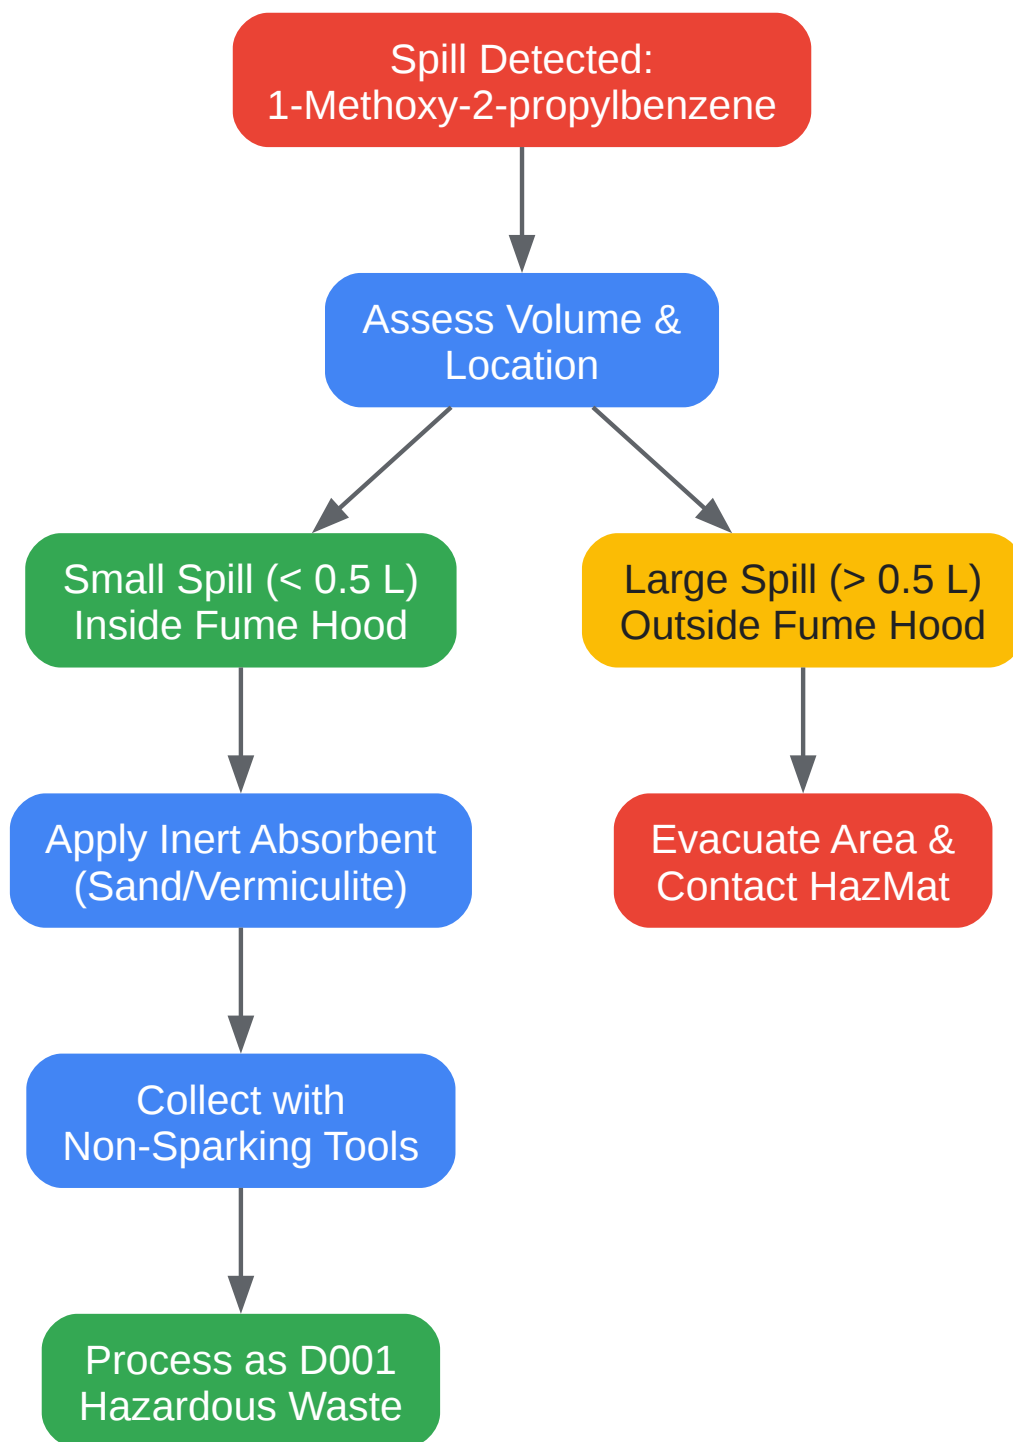 Spill Detected:
1-Methoxy-2-propylbenzene
Assess Volume &
Location
Small Spill (< 0.5 L)
Inside Fume Hood
Large Spill (> 0.5 L)
Outside Fume Hood
Apply Inert Absorbent
(Sand/Vermiculite)
Evacuate Area &
Contact HazMat
Collect with
Non-Sparking Tools
Process as D001
Hazardous Waste